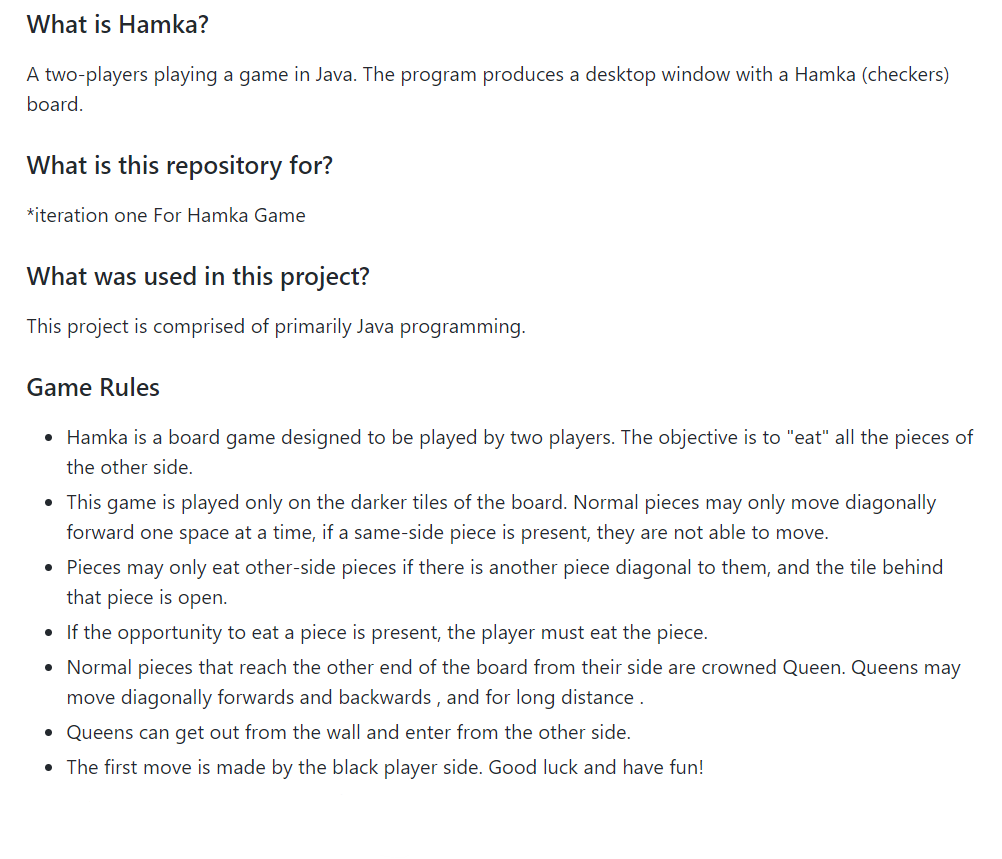 What is Hamka?
A two-players playing a game in Java. The program produces a desktop window with a Hamka (checkers)
board.
What is this repository for?
*iteration one For Hamka Game
What was used in this project?
This project is comprised of primarily Java programming.
Game Rules
• Hamka is a board game designed to be played by two players. The objective is to "eat" all the pieces of
the other side.
• This game is played only on the darker tiles of the board. Normal pieces may only move diagonally
forward one space at a time, if a same-side piece is present, they are not able to move.
• Pieces may only eat other-side pieces if there is another piece diagonal to them, and the tile behind
that piece is open.
• If the opportunity to eat a piece is present, the player must eat the piece.
• Normal pieces that reach the other end of the board from their side are crowned Queen. Queens may
move diagonally forwards and backwards , and for long distance .
• Queens can get out from the wall and enter from the other side.
• The first move is made by the black player side. Good luck and have fun!